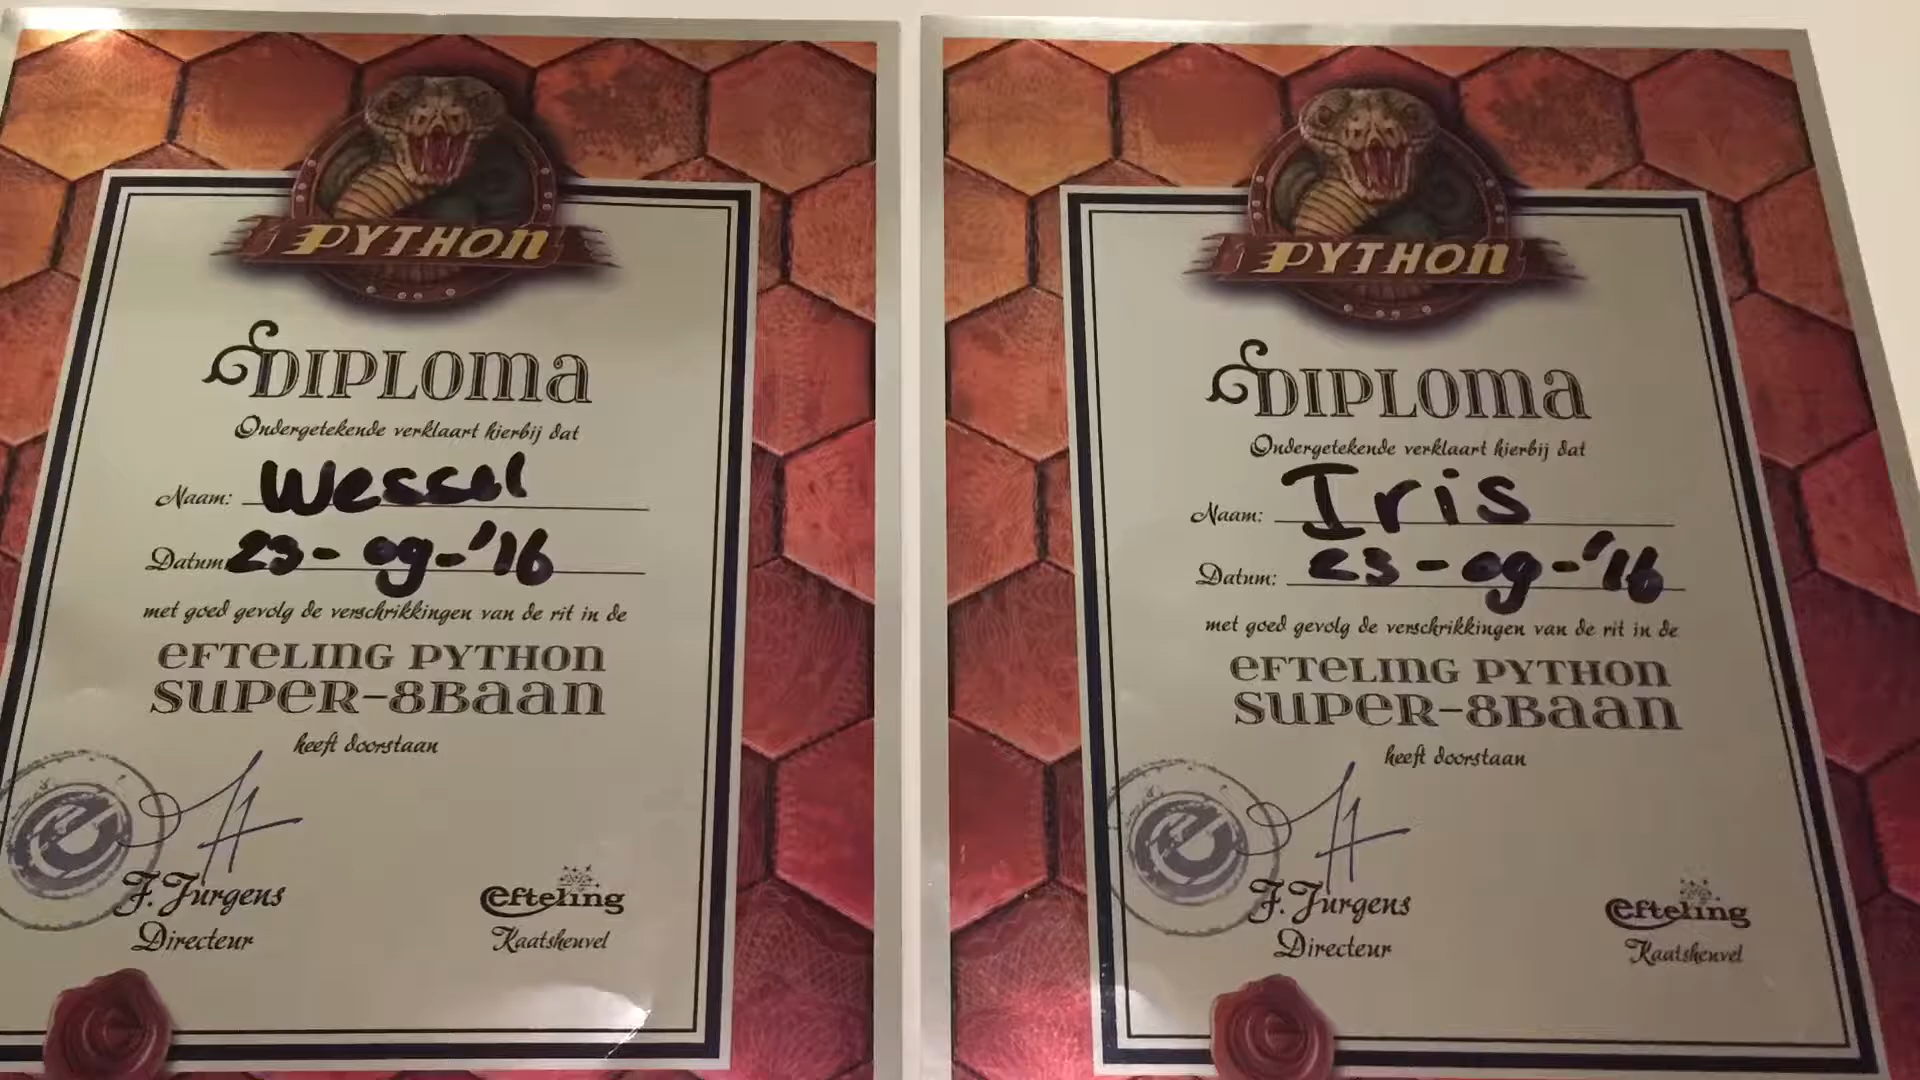 PYTHON
DIPLOMA
Ondergetekende verklaart hierbij dat
Naam: Wessel
Datum: 23-09-'16
met goed gevolg de verschrikkingen van de rit in de
EFTELING PYTHON
SUPER-8BAAN
heeft doorstaan
F. Jurgens
Directeur
efteling
Kaatsheuvel
PYTHON
DIPLOMA
Ondergetekende verklaart hierbij dat
Naam: Iris
Datum: 23-09-'16
met goed gevolg de verschrikkingen van de rit in de
EFTELING PYTHON
SUPER-8BAAN
heeft doorstaan
F. Jurgens
Directeur
efteling
Kaatsheuvel